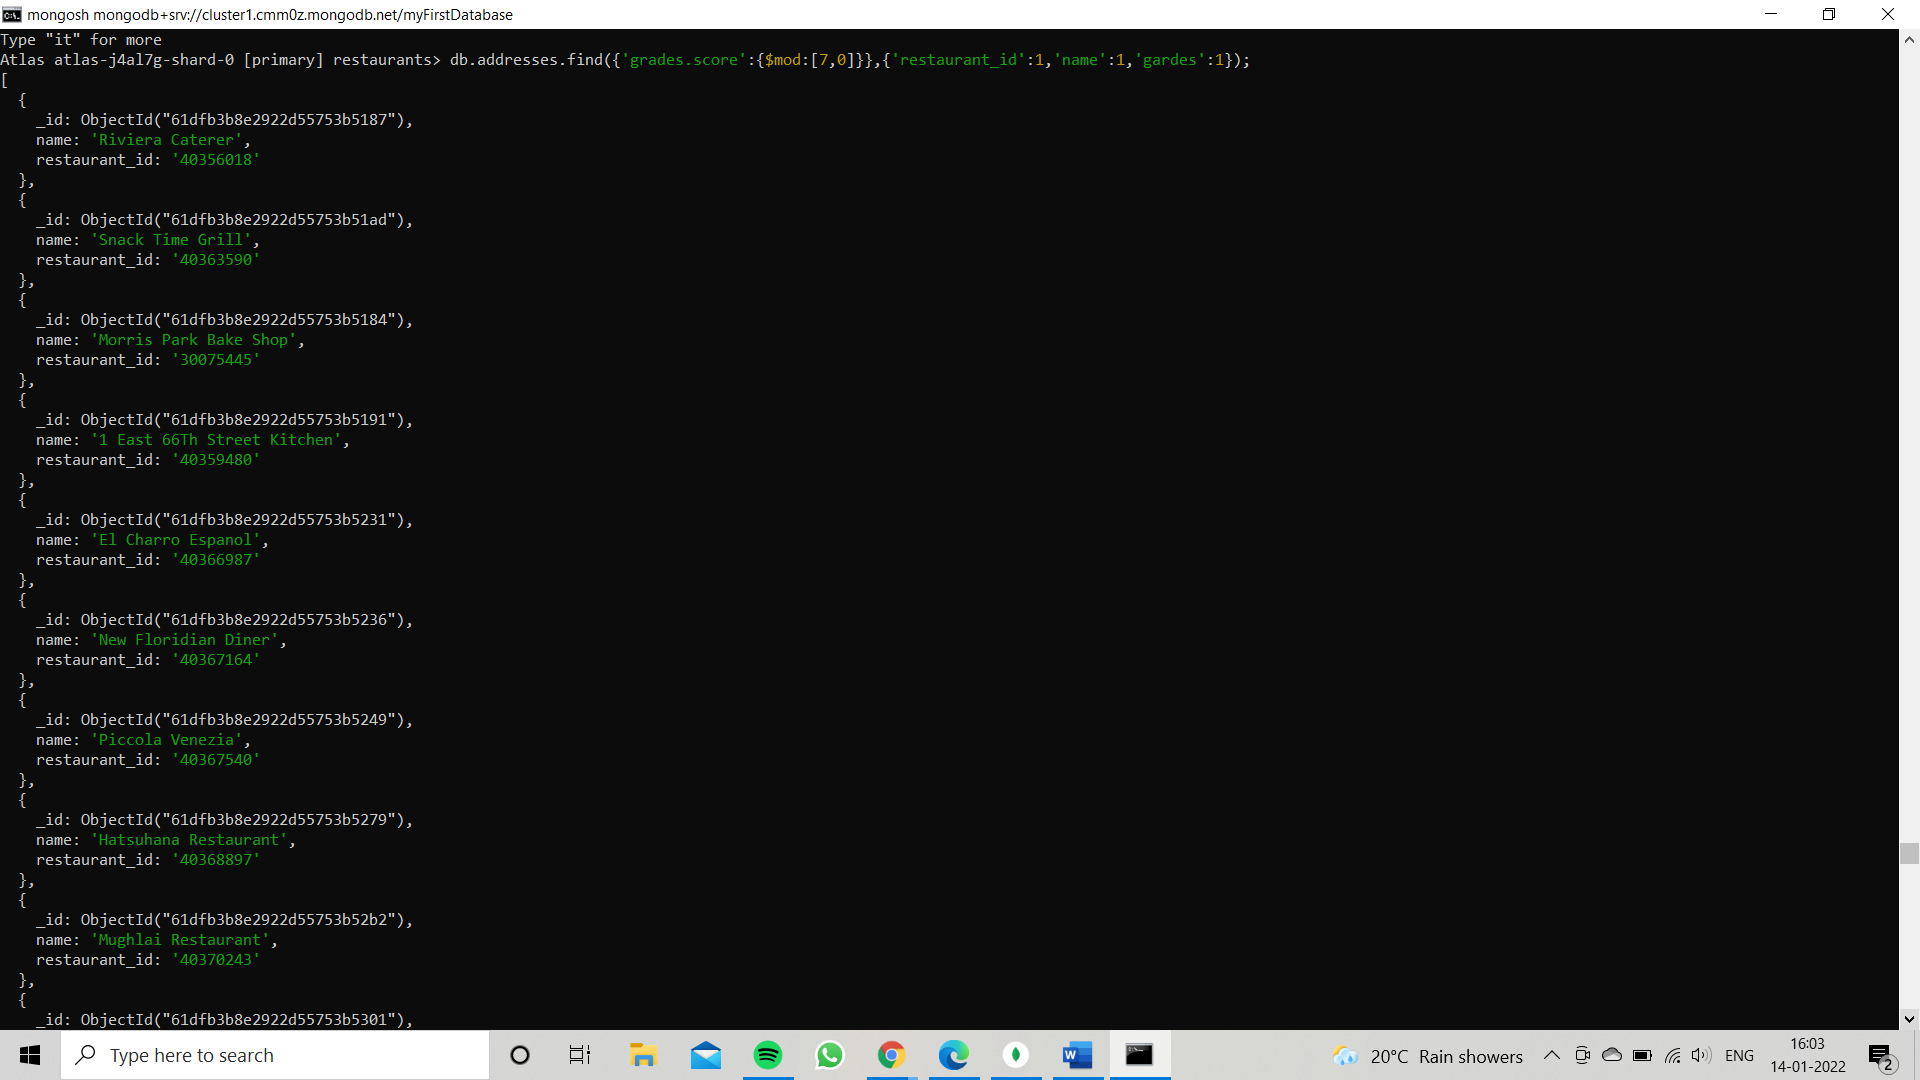 mongosh mongodb+srv://cluster1.cmm0z.mongodb.net/myFirstDatabase
Type "it" for more
Atlas atlas-j4al7g-shard-0 [primary] restaurants> db.addresses.find({'grades.score':{$mod:[7,0]}},{'restaurant_id':1,'name':1,'gardes':1});
[
  {
    _id: ObjectId("61dfb3b8e2922d55753b5187"),
    name: 'Riviera Caterer',
    restaurant_id: '40356018'
  },
  {
    _id: ObjectId("61dfb3b8e2922d55753b51ad"),
    name: 'Snack Time Grill',
    restaurant_id: '40363590'
  },
  {
    _id: ObjectId("61dfb3b8e2922d55753b5184"),
    name: 'Morris Park Bake Shop',
    restaurant_id: '30075445'
  },
  {
    _id: ObjectId("61dfb3b8e2922d55753b5191"),
    name: '1 East 66Th Street Kitchen',
    restaurant_id: '40359480'
  },
  {
    _id: ObjectId("61dfb3b8e2922d55753b5231"),
    name: 'El Charro Espanol',
    restaurant_id: '40366987'
  },
  {
    _id: ObjectId("61dfb3b8e2922d55753b5236"),
    name: 'New Floridian Diner',
    restaurant_id: '40367164'
  },
  {
    _id: ObjectId("61dfb3b8e2922d55753b5249"),
    name: 'Piccola Venezia',
    restaurant_id: '40367540'
  },
  {
    _id: ObjectId("61dfb3b8e2922d55753b5279"),
    name: 'Hatsuhana Restaurant',
    restaurant_id: '40368897'
  },
  {
    _id: ObjectId("61dfb3b8e2922d55753b52b2"),
    name: 'Mughlai Restaurant',
    restaurant_id: '40370243'
  },
  {
    _id: ObjectId("61dfb3b8e2922d55753b5301"),
Type here to search
20°C Rain showers
ENG
16:03
14-01-2022
2